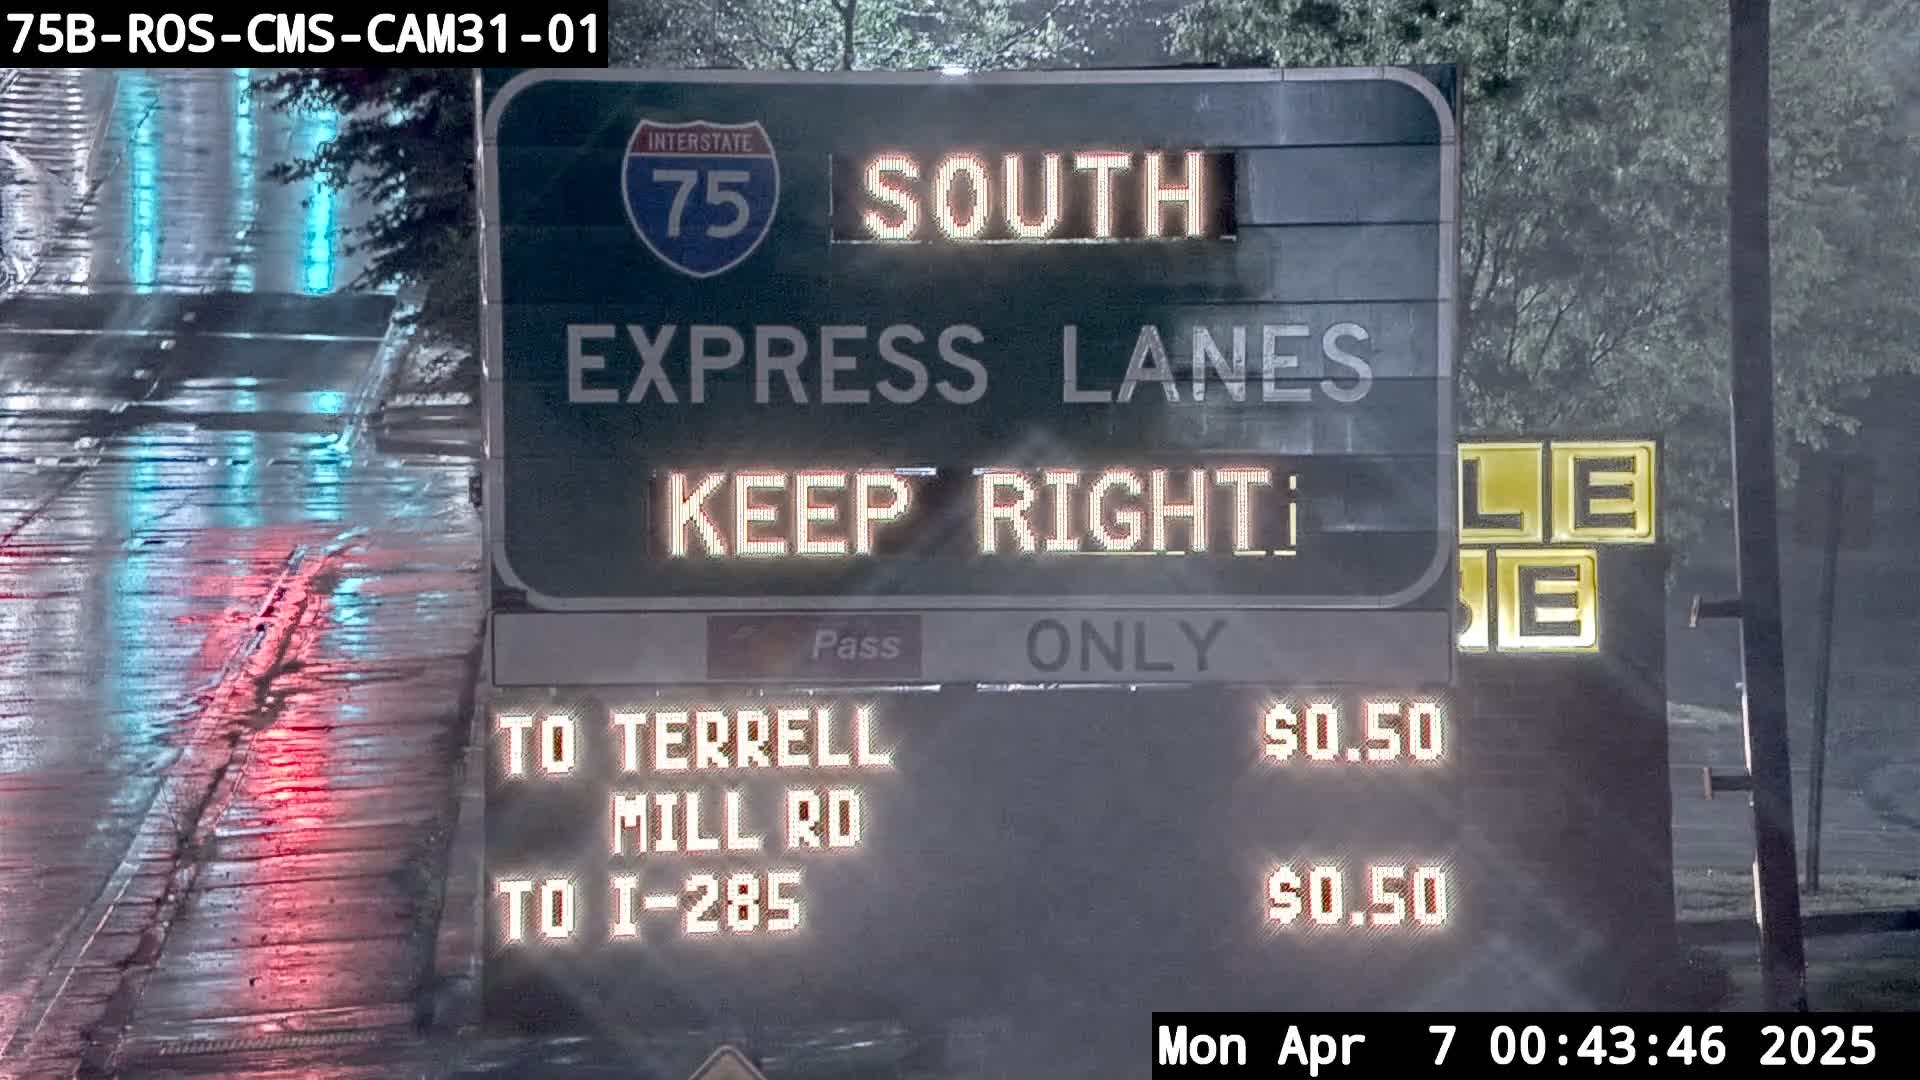 75B-ROS-CMS-CAM31-01
INTERSTATE
75
SOUTH
EXPRESS LANES
KEEP RIGHT
LE
E
Pass ONLY
TO TERRELL $0.50
MILL RD
TO I-285 $0.50
Mon Apr 7 00:43:46 2025